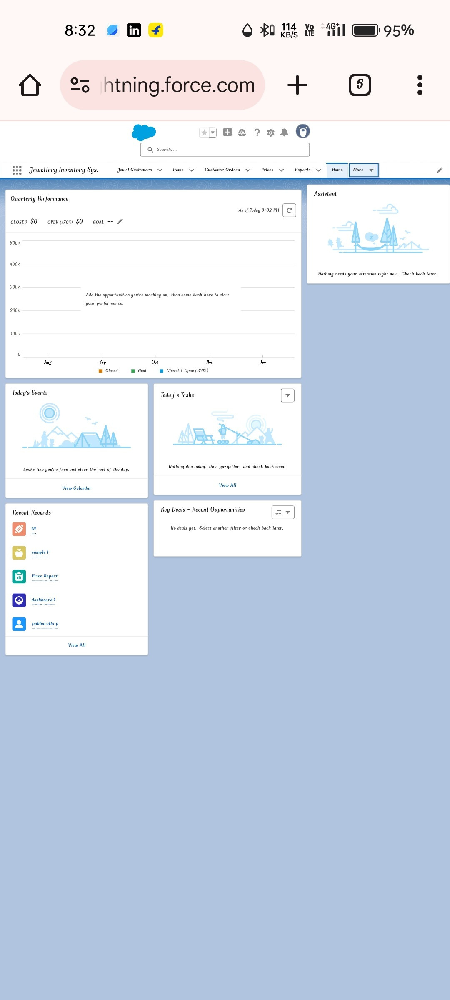 8:32
114
KB/S
Vo
LTE
4G+
95%
htning.force.com
5
Search...
Jewellery Inventory Sys.
Jewel Customers
Items
Customer Orders
Prices
Reports
Home
More
Quarterly Performance
As of Today 8:02 PM
CLOSED $0 OPEN (>70%) $0 GOAL --
500K
400K
300K
200K
100K
0
Add the opportunities you're working on, then come back here to view
your performance.
Aug Sep Oct Nov Dec
Closed Goal Closed + Open (>70%)
Assistant
Nothing needs your attention right now. Check back later.
Today's Events
Looks like you're free and clear the rest of the day.
View Calendar
Today's Tasks
Nothing due today. Be a go-getter, and check back soon.
View All
Recent Records
01
sample 1
Price Report
dashboard 1
jaibharathi p
View All
Key Deals - Recent Opportunities
No deals yet. Select another filter or check back later.